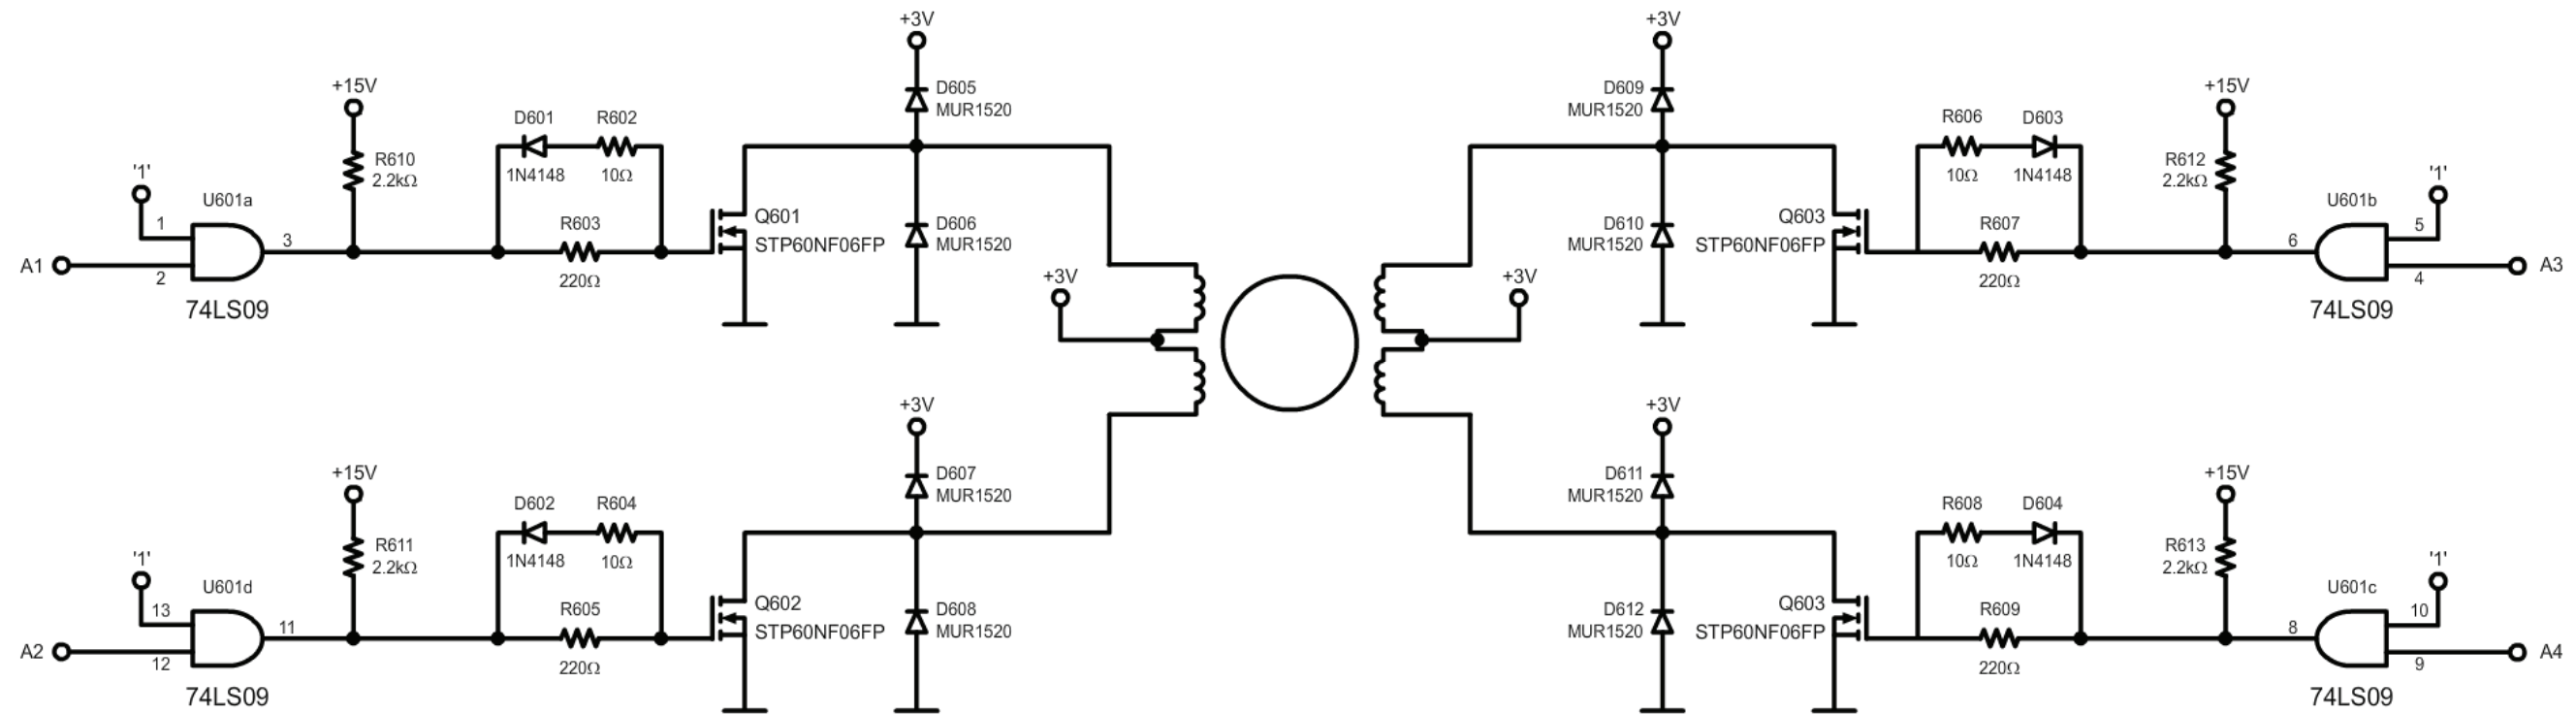 +3V
+3V
+15V
D605
MUR1520
D609
MUR1520
+15V
D601
R602
R606
D603
'1'
R610
2.2kΩ
1N4148
10Ω
10Ω
1N4148
R612
2.2kΩ
'1'
U601a
U601b
1
R603
Q601
STP60NF06FP
D606
MUR1520
D610
MUR1520
Q603
STP60NF06FP
R607
5
3
6
A1
2
220Ω
+3V
+3V
220Ω
4
A3
74LS09
74LS09
+3V
+3V
+15V
D607
MUR1520
D611
MUR1520
+15V
D602
R604
R608
D604
'1'
R611
2.2kΩ
1N4148
10Ω
10Ω
1N4148
R613
2.2kΩ
'1'
U601d
U601c
13
R605
Q602
STP60NF06FP
D608
MUR1520
D612
MUR1520
Q603
STP60NF06FP
R609
10
11
8
A2
12
220Ω
220Ω
9
A4
74LS09
74LS09